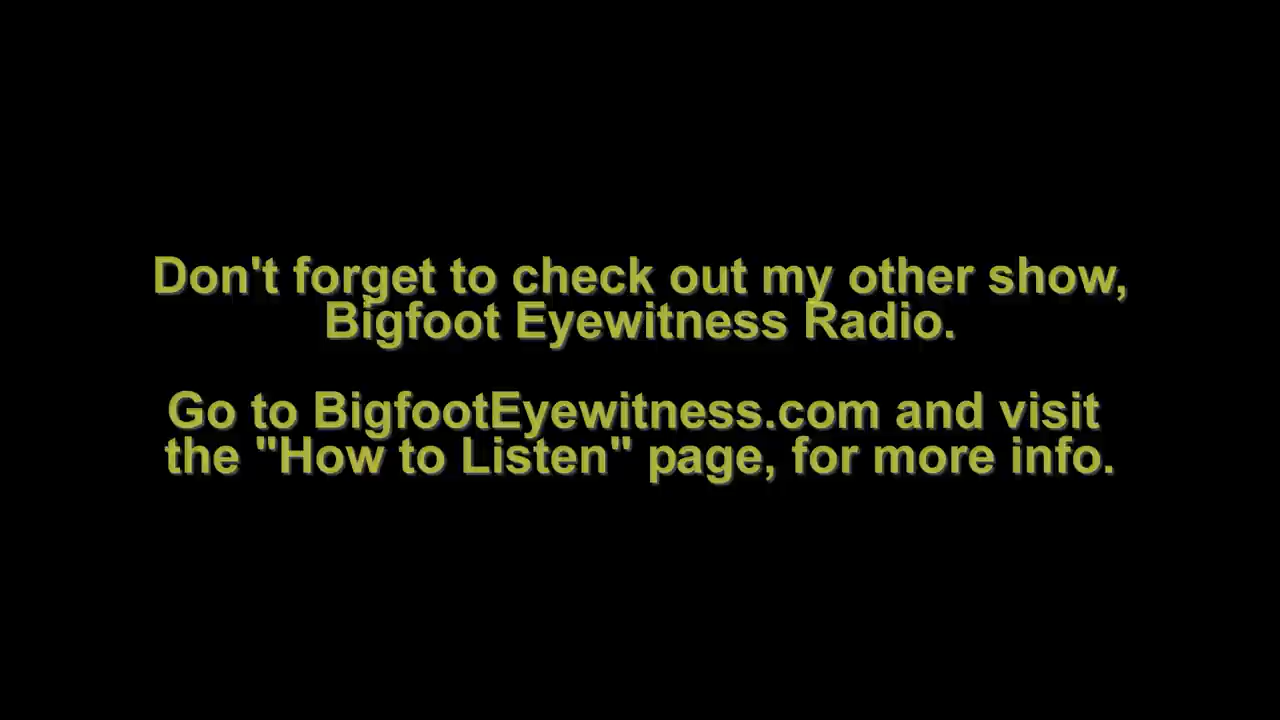 Don't forget to check out my other show,
Bigfoot Eyewitness Radio.
Go to BigfootEyewitness.com and visit
the "How to Listen" page, for more info.